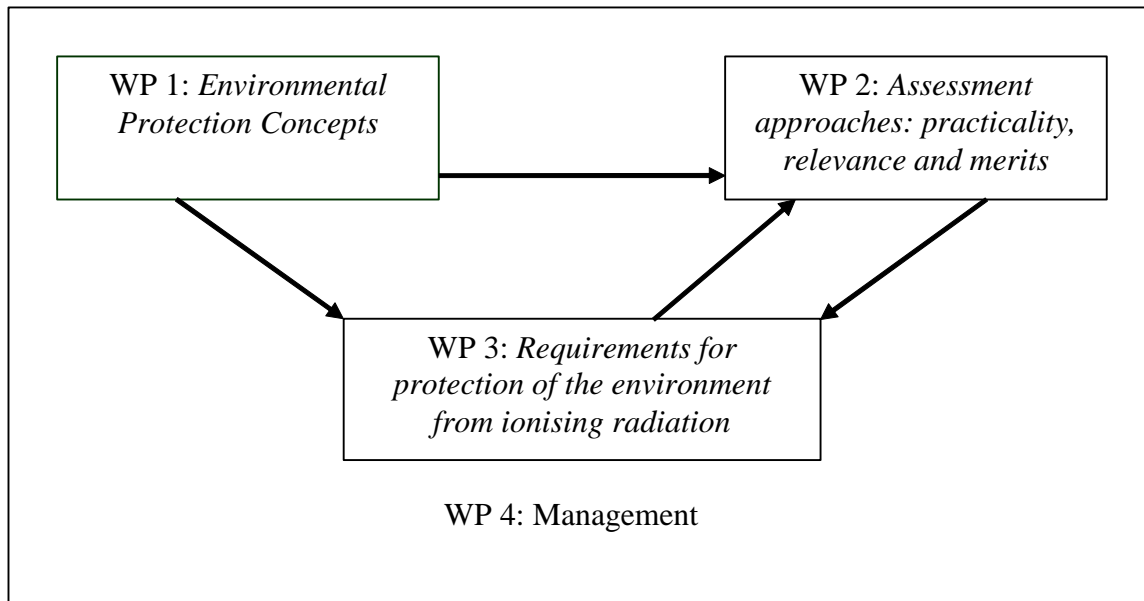 WP 1: Environmental
Protection Concepts
WP 2: Assessment
approaches: practicality,
relevance and merits
WP 3: Requirements for
protection of the environment
from ionising radiation
WP 4: Management